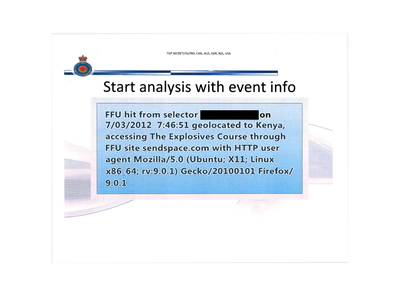 TOP SECRET//SI//REL CAN, AUS, GBR, NZL, USA
Start analysis with event info
FFU hit from selector on
7/03/2012 7:46:51 geolocated to Kenya,
accessing The Explosives Course through
FFU site sendspace.com with HTTP user
agent Mozilla/5.0 (Ubuntu; X11; Linux
x86_64; rv:9.0.1) Gecko/20100101 Firefox/
9.0.1